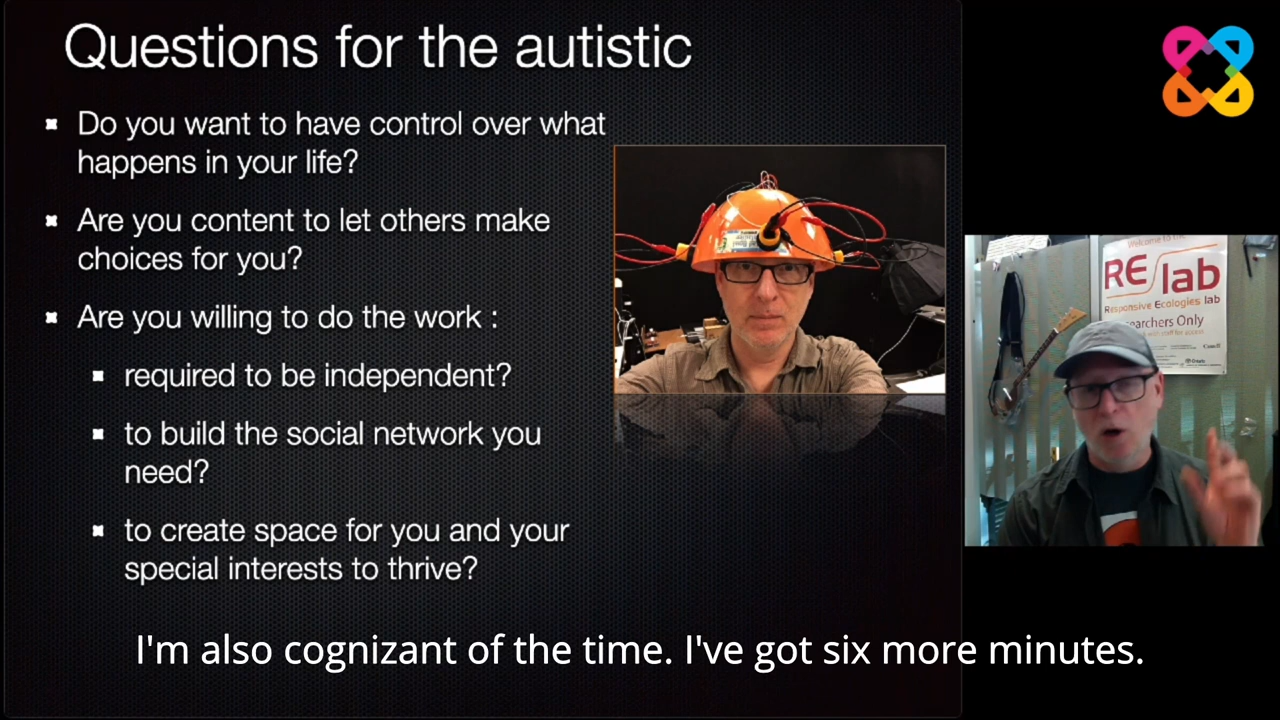 Questions for the autistic
Do you want to have control over what
happens in your life?
Are you content to let others make
choices for you?
Are you willing to do the work :
required to be independent?
to build the social network you
need?
to create space for you and your
special interests to thrive?
Welcome to the
RE lab
Responsive Ecologies lab
earchers Only
I'm also cognizant of the time. I've got six more minutes.